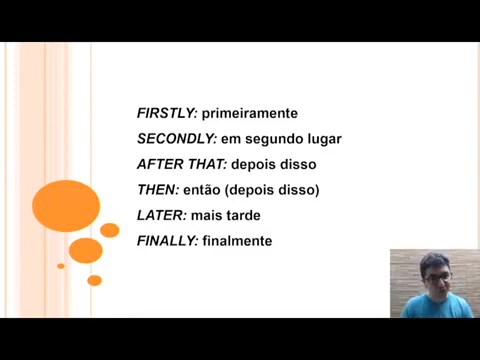 FIRSTLY: primeiramente
SECONDLY: em segundo lugar
AFTER THAT: depois disso
THEN: então (depois disso)
LATER: mais tarde
FINALLY: finalmente